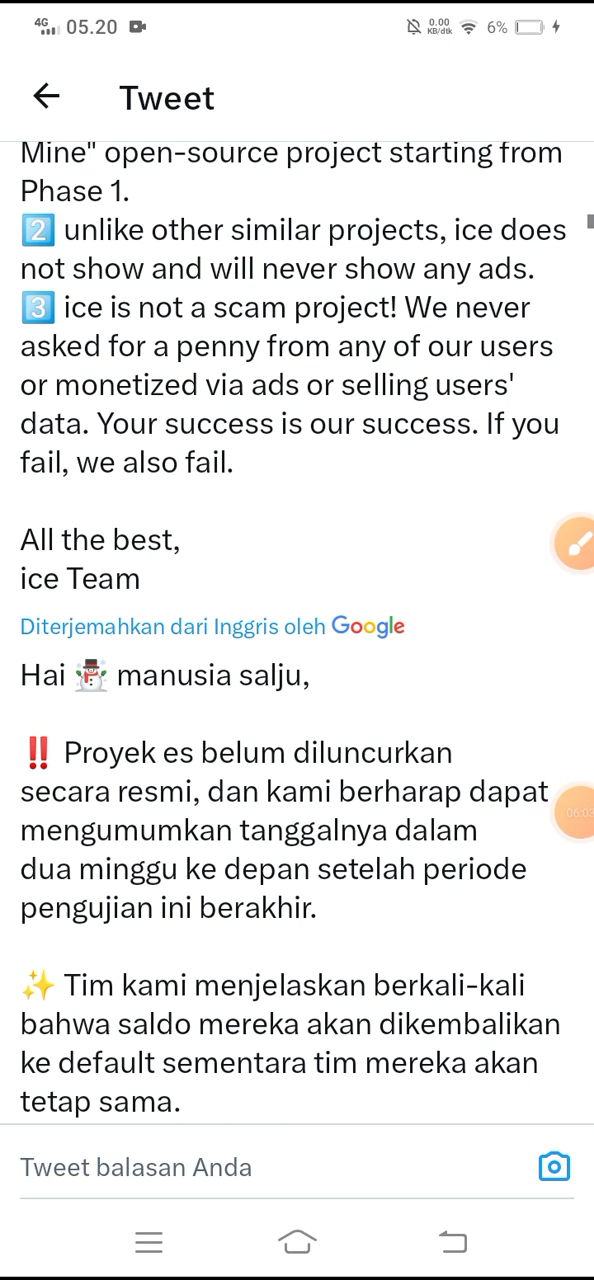 4G 05.20 0.00 KB/dtk 6%
Tweet
Mine" open-source project starting from
Phase 1.
2️⃣ unlike other similar projects, ice does
not show and will never show any ads.
3️⃣ ice is not a scam project! We never
asked for a penny from any of our users
or monetized via ads or selling users'
data. Your success is our success. If you
fail, we also fail.
All the best,
ice Team
Diterjemahkan dari Inggris oleh Google
Hai ☃️ manusia salju,
‼️ Proyek es belum diluncurkan
secara resmi, dan kami berharap dapat
mengumumkan tanggalnya dalam
06:03
dua minggu ke depan setelah periode
pengujian ini berakhir.
✨ Tim kami menjelaskan berkali-kali
bahwa saldo mereka akan dikembalikan
ke default sementara tim mereka akan
tetap sama.
Tweet balasan Anda